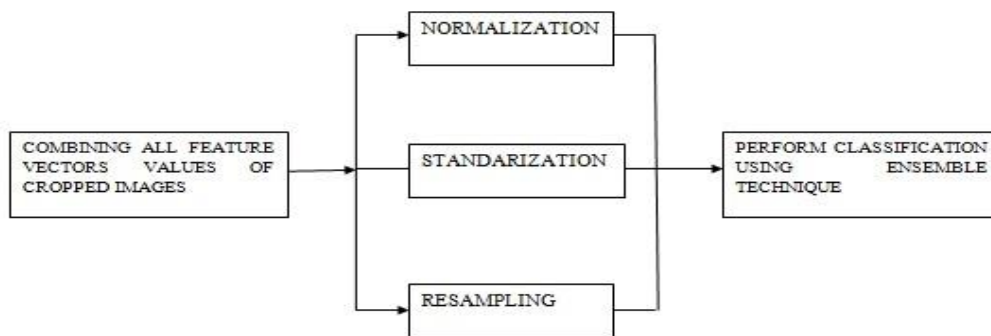 NORMALIZATION
COMBINING ALL FEATURE
VECTORS VALUES OF
CROPPED IMAGES
STANDARIZATION
PERFORM CLASSIFICATION
USING ENSEMBLE
TECHNIQUE
RESAMPLING